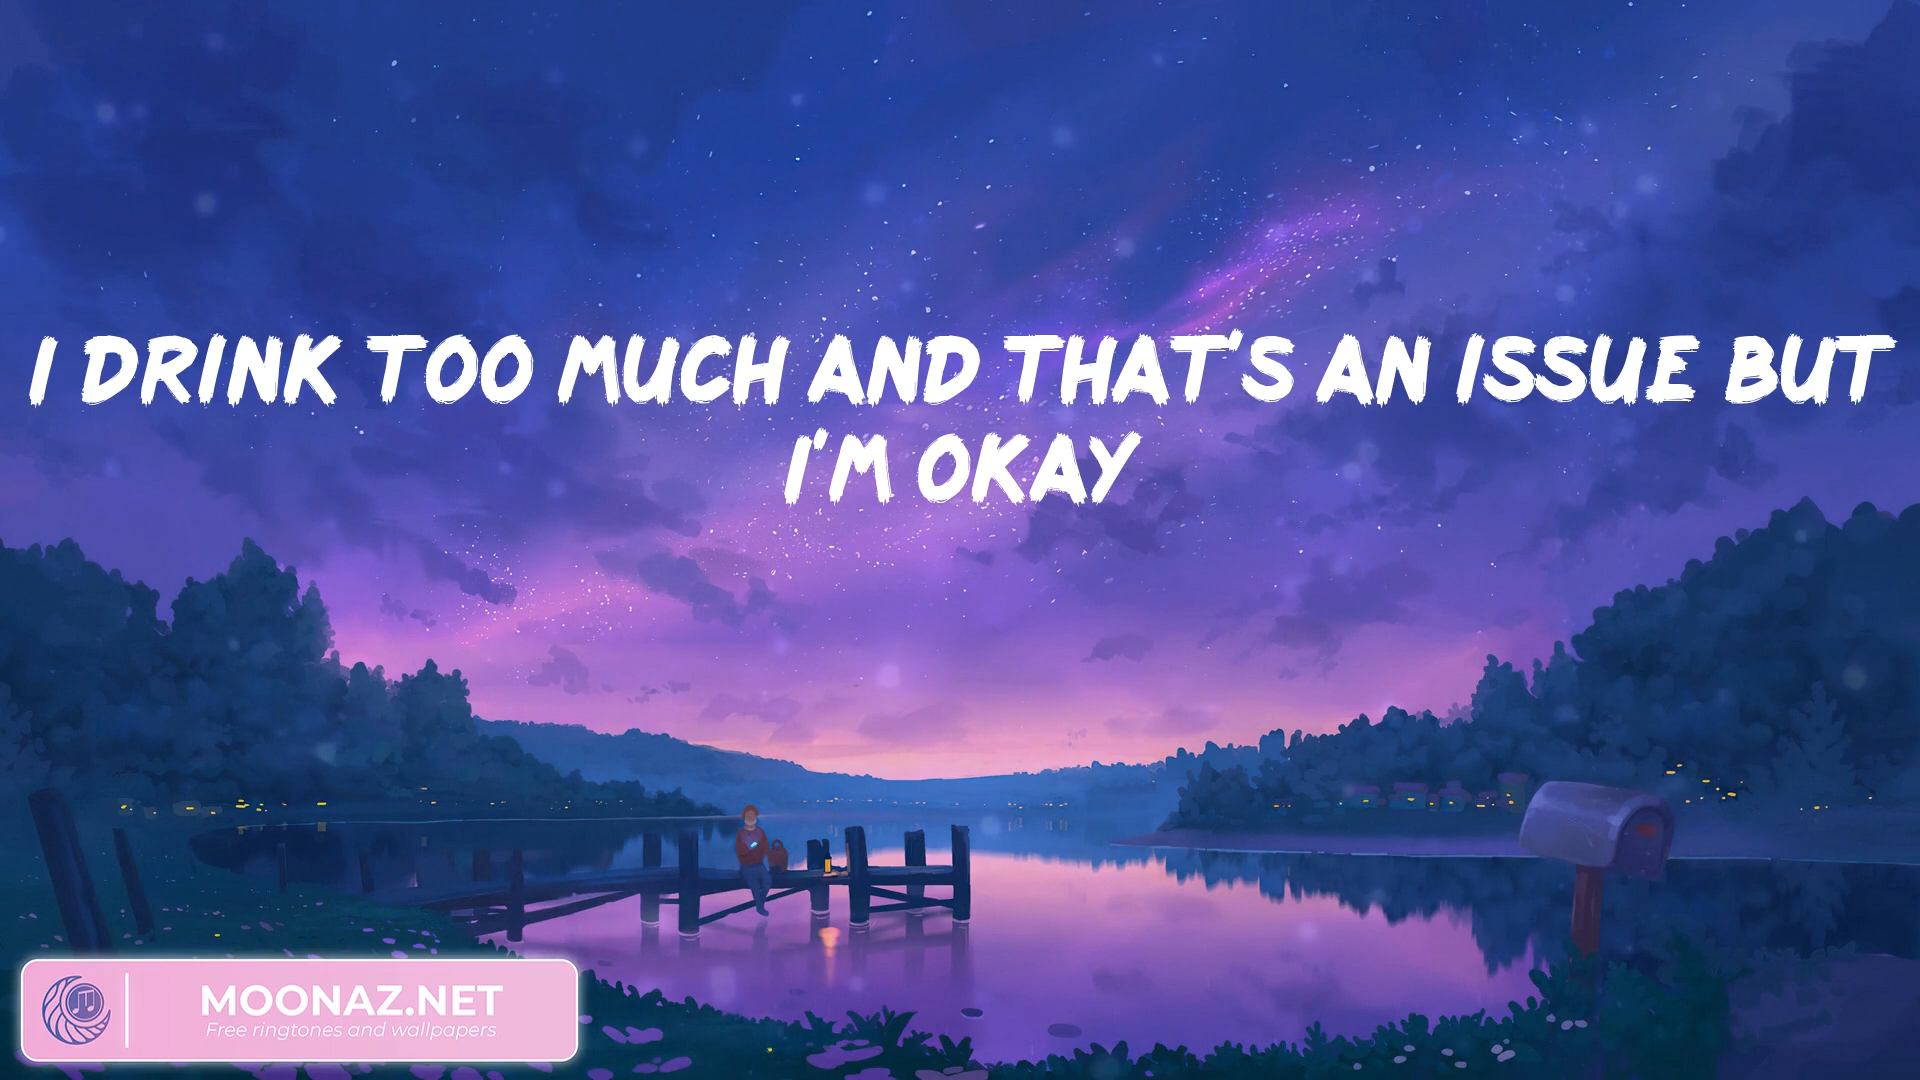 I DRINK TOO MUCH AND THAT'S AN ISSUE BUT
I'M OKAY
MOONAZ.NET
Free ringtones and wallpapers